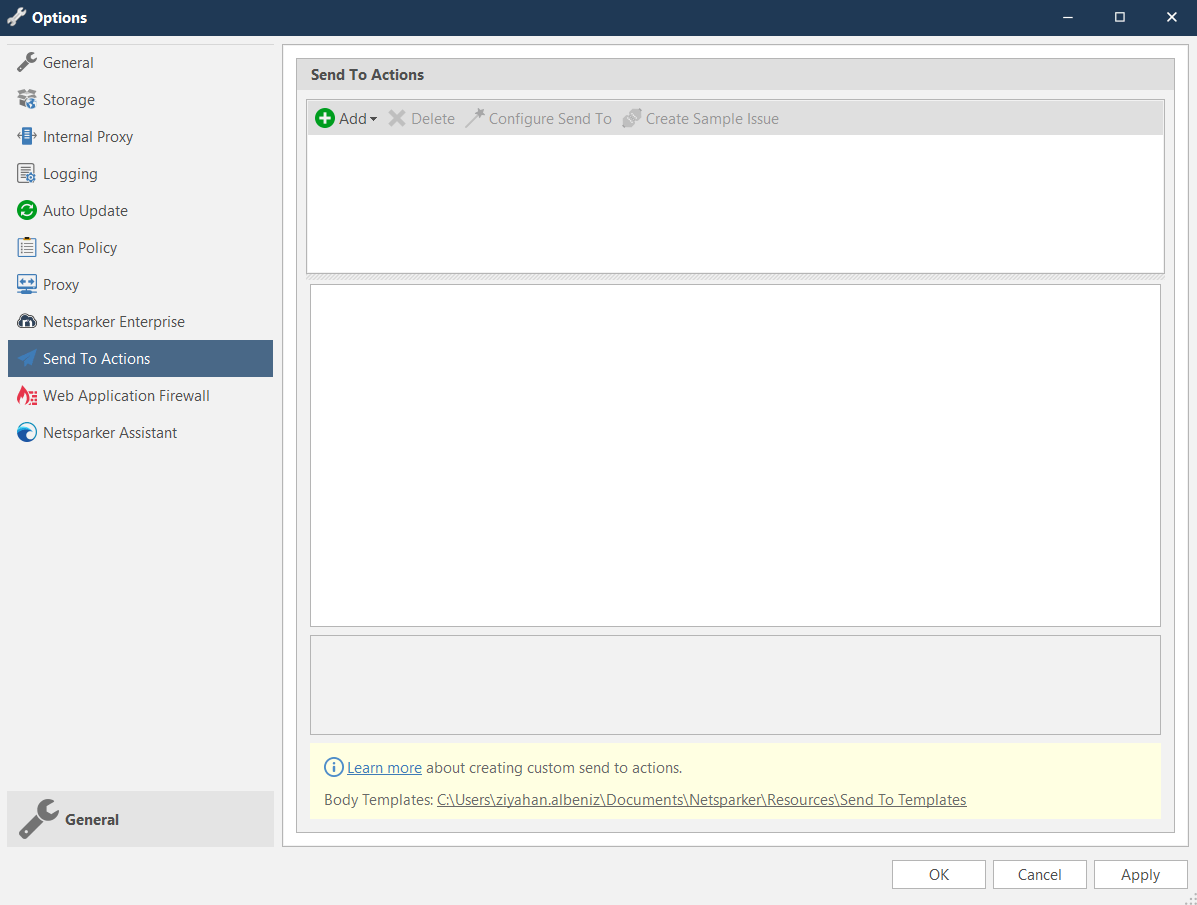 Options
General
Storage
Internal Proxy
Logging
Auto Update
Scan Policy
Proxy
Netsparker Enterprise
Send To Actions
Web Application Firewall
Netsparker Assistant
General
Send To Actions
Add Delete Configure Send To Create Sample Issue
Learn more about creating custom send to actions.
Body Templates: C:\Users\ziyahan.albeniz\Documents\Netsparker\Resources\Send To Templates
OK Cancel Apply